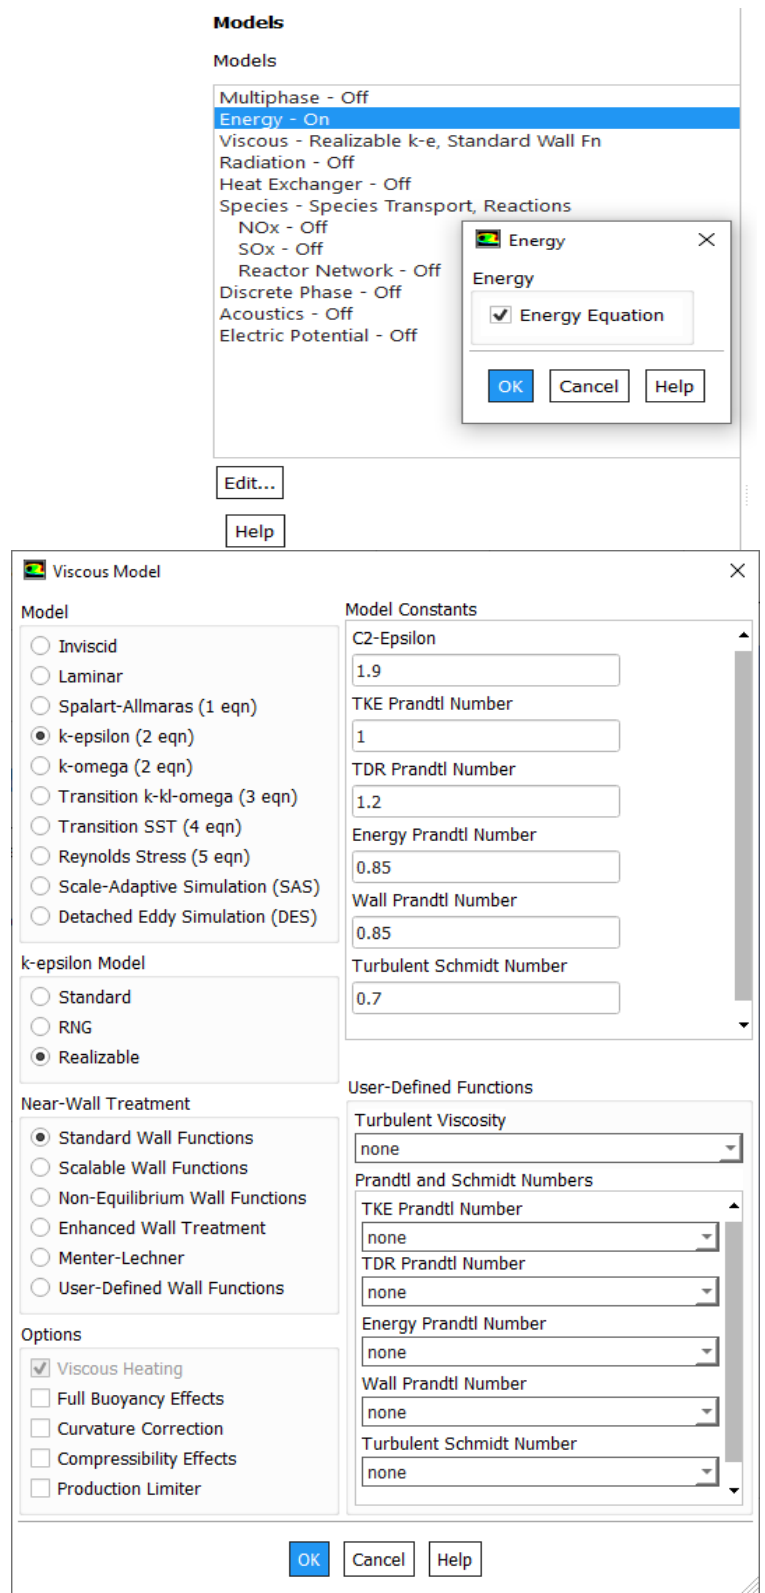 Models
Models
Multiphase - Off
Energy - On
Viscous - Realizable k-e, Standard Wall Fn
Radiation - Off
Heat Exchanger - Off
Species - Species Transport, Reactions
NOx - Off
SOx - Off
Reactor Network - Off
Discrete Phase - Off
Acoustics - Off
Electric Potential - Off
Energy
Energy
Energy Equation
OK Cancel Help
Edit...
Help
Viscous Model
Model
Inviscid
Laminar
Spalart-Allmaras (1 eqn)
k-epsilon (2 eqn)
k-omega (2 eqn)
Transition k-kl-omega (3 eqn)
Transition SST (4 eqn)
Reynolds Stress (5 eqn)
Scale-Adaptive Simulation (SAS)
Detached Eddy Simulation (DES)
k-epsilon Model
Standard
RNG
Realizable
Near-Wall Treatment
Standard Wall Functions
Scalable Wall Functions
Non-Equilibrium Wall Functions
Enhanced Wall Treatment
Menter-Lechner
User-Defined Wall Functions
Options
Viscous Heating
Full Buoyancy Effects
Curvature Correction
Compressibility Effects
Production Limiter
Model Constants
C2-Epsilon
1.9
TKE Prandtl Number
1
TDR Prandtl Number
1.2
Energy Prandtl Number
0.85
Wall Prandtl Number
0.85
Turbulent Schmidt Number
0.7
User-Defined Functions
Turbulent Viscosity
none
Prandtl and Schmidt Numbers
TKE Prandtl Number
none
TDR Prandtl Number
none
Energy Prandtl Number
none
Wall Prandtl Number
none
Turbulent Schmidt Number
none
OK Cancel Help